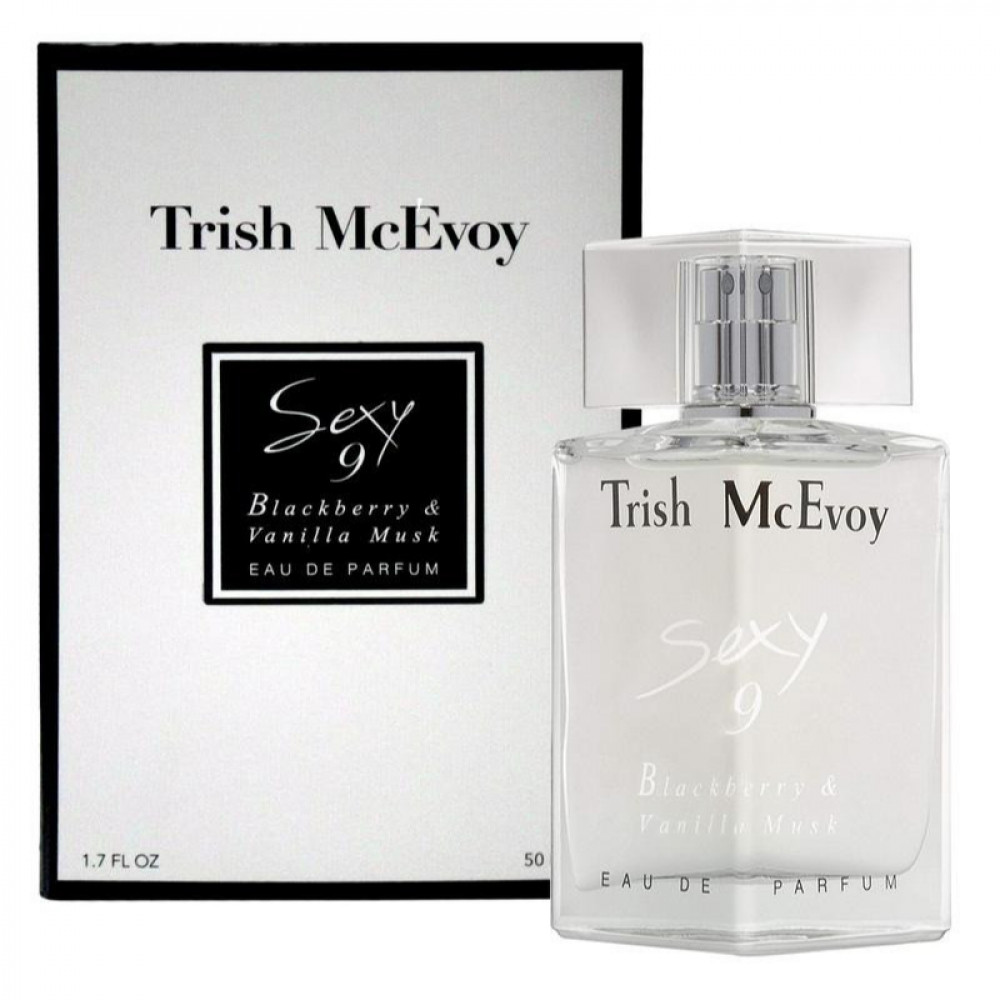 Trish McEvoy
Sexy
9
Blackberry &
Vanilla Musk
EAU DE PARFUM
1.7 FL OZ
50
Trish McEvoy
Sexy
9
Blackberry &
Vanilla Musk
EAU DE PARFUM